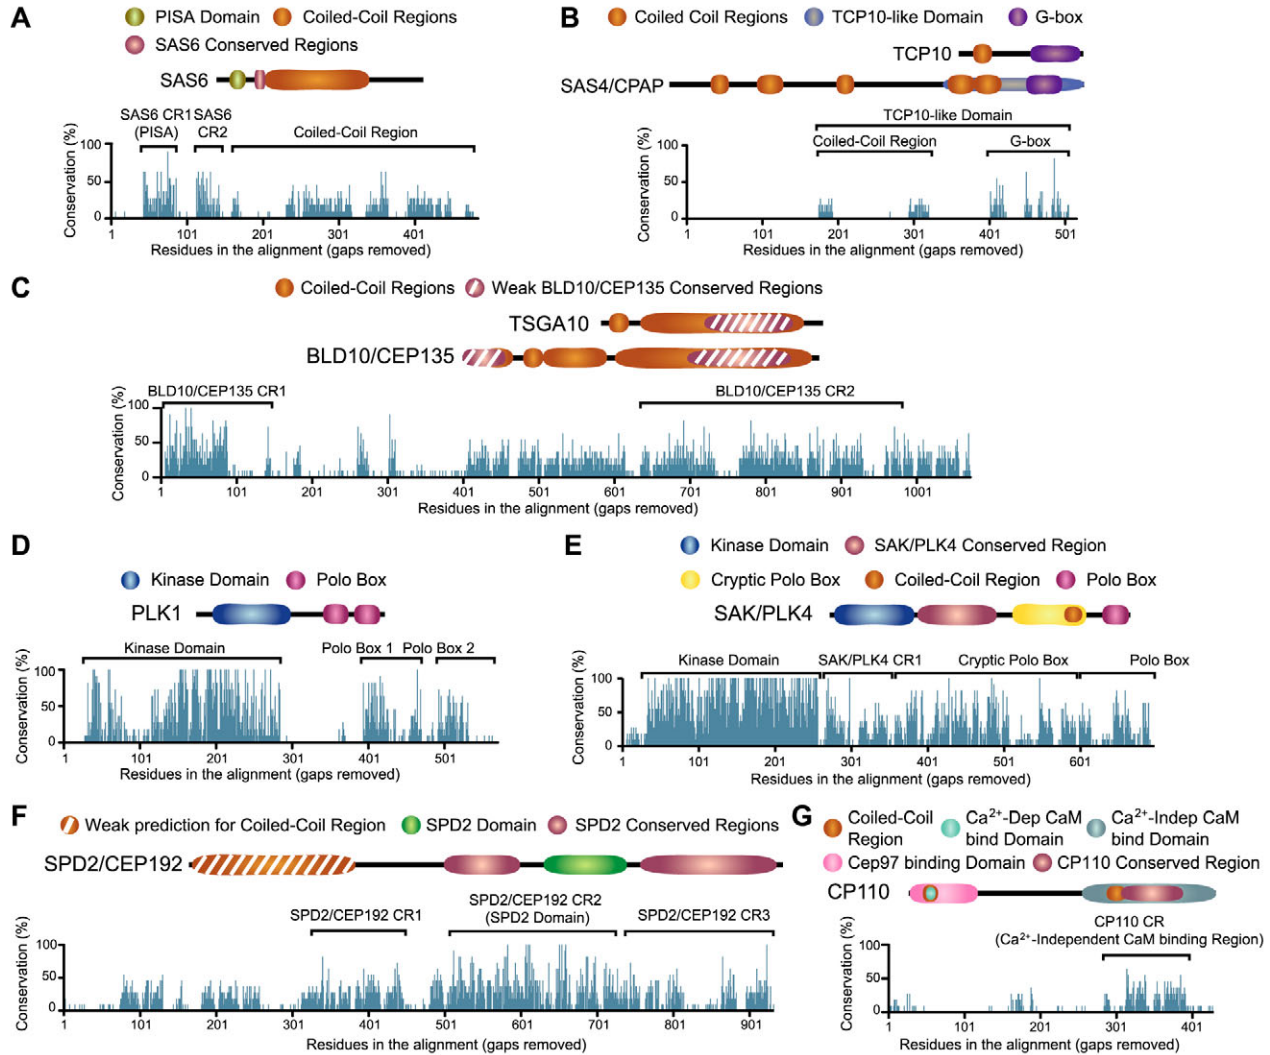 A
PISA Domain
Coiled-Coil Regions
SAS6 Conserved Regions
SAS6
SAS6 CR1
(PISA)
SAS6
CR2
Coiled-Coil Region
Conservation (%)
100
50
0
1
101
201
301
401
Residues in the alignment (gaps removed)
B
Coiled Coil Regions
TCP10-like Domain
G-box
TCP10
SAS4/CPAP
TCP10-like Domain
Coiled-Coil Region
G-box
Conservation (%)
100
50
0
1
101
201
301
401
501
Residues in the alignment (gaps removed)
C
Coiled-Coil Regions
Weak BLD10/CEP135 Conserved Regions
TSGA10
BLD10/CEP135
BLD10/CEP135 CR1
BLD10/CEP135 CR2
Conservation (%)
100
50
0
1
101
201
301
401
501
601
701
801
901
1001
Residues in the alignment (gaps removed)
D
Kinase Domain
Polo Box
PLK1
Kinase Domain
Polo Box 1
Polo Box 2
Conservation (%)
100
50
0
1
101
201
301
401
501
Residues in the alignment (gaps removed)
E
Kinase Domain
SAK/PLK4 Conserved Region
Cryptic Polo Box
Coiled-Coil Region
Polo Box
SAK/PLK4
Kinase Domain
SAK/PLK4 CR1
Cryptic Polo Box
Polo Box
Conservation (%)
100
50
0
1
101
201
301
401
501
601
Residues in the alignment (gaps removed)
F
Weak prediction for Coiled-Coil Region
SPD2 Domain
SPD2 Conserved Regions
SPD2/CEP192
SPD2/CEP192 CR1
SPD2/CEP192 CR2
(SPD2 Domain)
SPD2/CEP192 CR3
Conservation (%)
100
50
0
1
101
201
301
401
501
601
701
801
901
Residues in the alignment (gaps removed)
G
Coiled-Coil
Region
Ca²⁺-Dep CaM
bind Domain
Ca²⁺-Indep CaM
bind Domain
Cep97 binding Domain
CP110 Conserved Region
CP110
CP110 CR
(Ca²⁺-Independent CaM binding Region)
Conservation (%)
100
50
0
1
101
201
301
401
Residues in the alignment (gaps removed)